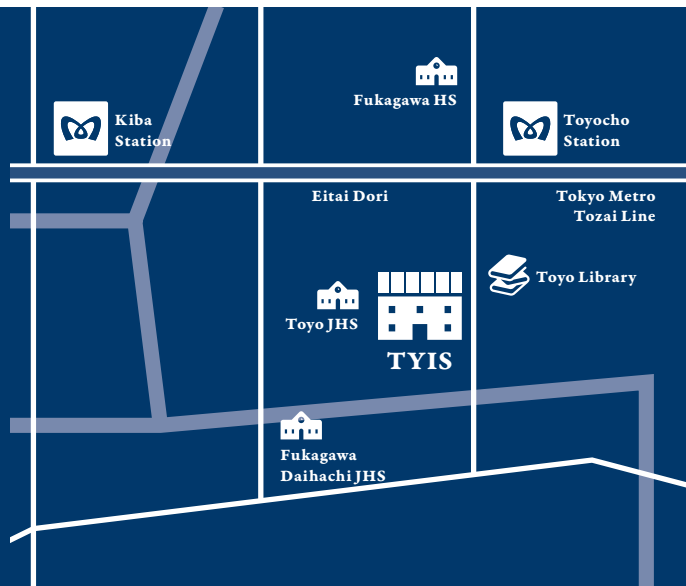 Fukagawa HS
Kiba
Station
Toyocho
Station
Eitai Dori
Tokyo Metro
Tozai Line
Toyo Library
Toyo JHS
TYIS
Fukagawa
Daihachi JHS